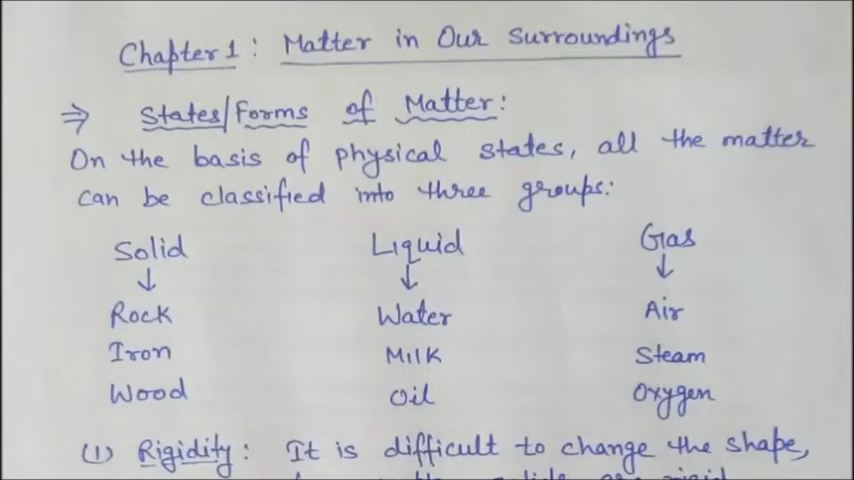 Chapter 1 : Matter in Our Surroundings
⇒ States/Forms of Matter:
On the basis of physical states, all the matter
can be classified into three groups:
Solid Liquid Gas
↓ ↓ ↓
Rock Water Air
Iron Milk Steam
Wood Oil Oxygen
(1) Rigidity: It is difficult to change the shape,